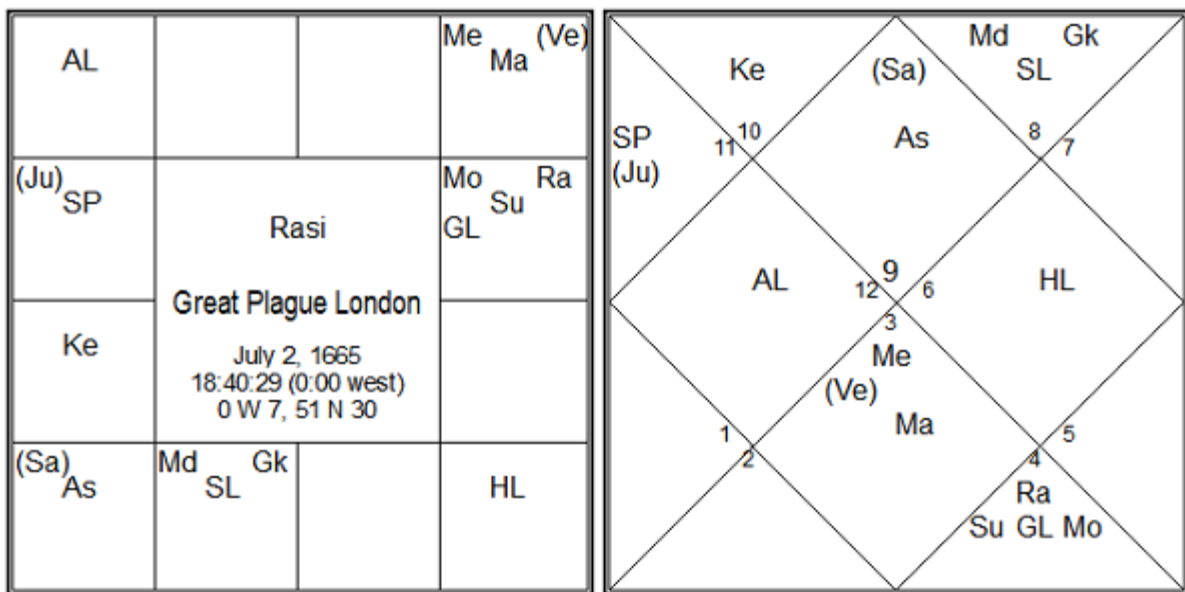 AL
Me (Ve)
Ma
(Ju)
SP
Mo Ra
Su
GL
Rasi
Great Plague London
July 2, 1665
18:40:29 (0:00 west)
0 W 7, 51 N 30
Ke
(Sa)
As
Md Gk
SL
HL
Ke
(Sa)
Md Gk
SL
As
SP
(Ju)
11 10
8 7
AL
9
12 6
3
HL
Me
(Ve)
Ma
1
2
5
4
Ra
Su GL Mo